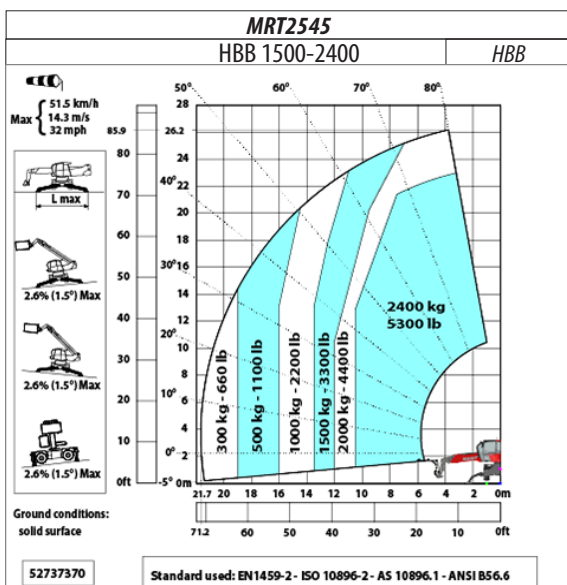 MRT2545
HBB 1500-2400
HBB
Max
51.5 km/h
14.3 m/s
32 mph
L max
2.6% (1.5°) Max
2.6% (1.5°) Max
2.6% (1.5°) Max
Ground conditions:
solid surface
52737370
85.9
80
70
60
50
40
30
20
10
0ft
28
26.2
24
22
20
18
16
14
12
10
8
6
4
2
0m
50°
60°
70°
80°
40°
30°
20°
10°
0°
-5°
300 kg - 660 lb
500 kg - 1100 lb
1000 kg - 2200 lb
1500 kg - 3300 lb
2000 kg - 4400 lb
2400 kg
5300 lb
21.7 20 18 16 14 12 10 8 6 4 2 0m
71.2 60 50 40 30 20 10 0ft
Standard used: EN1459-2 - ISO 10896-2 - AS 10896.1 - ANSI B56.6